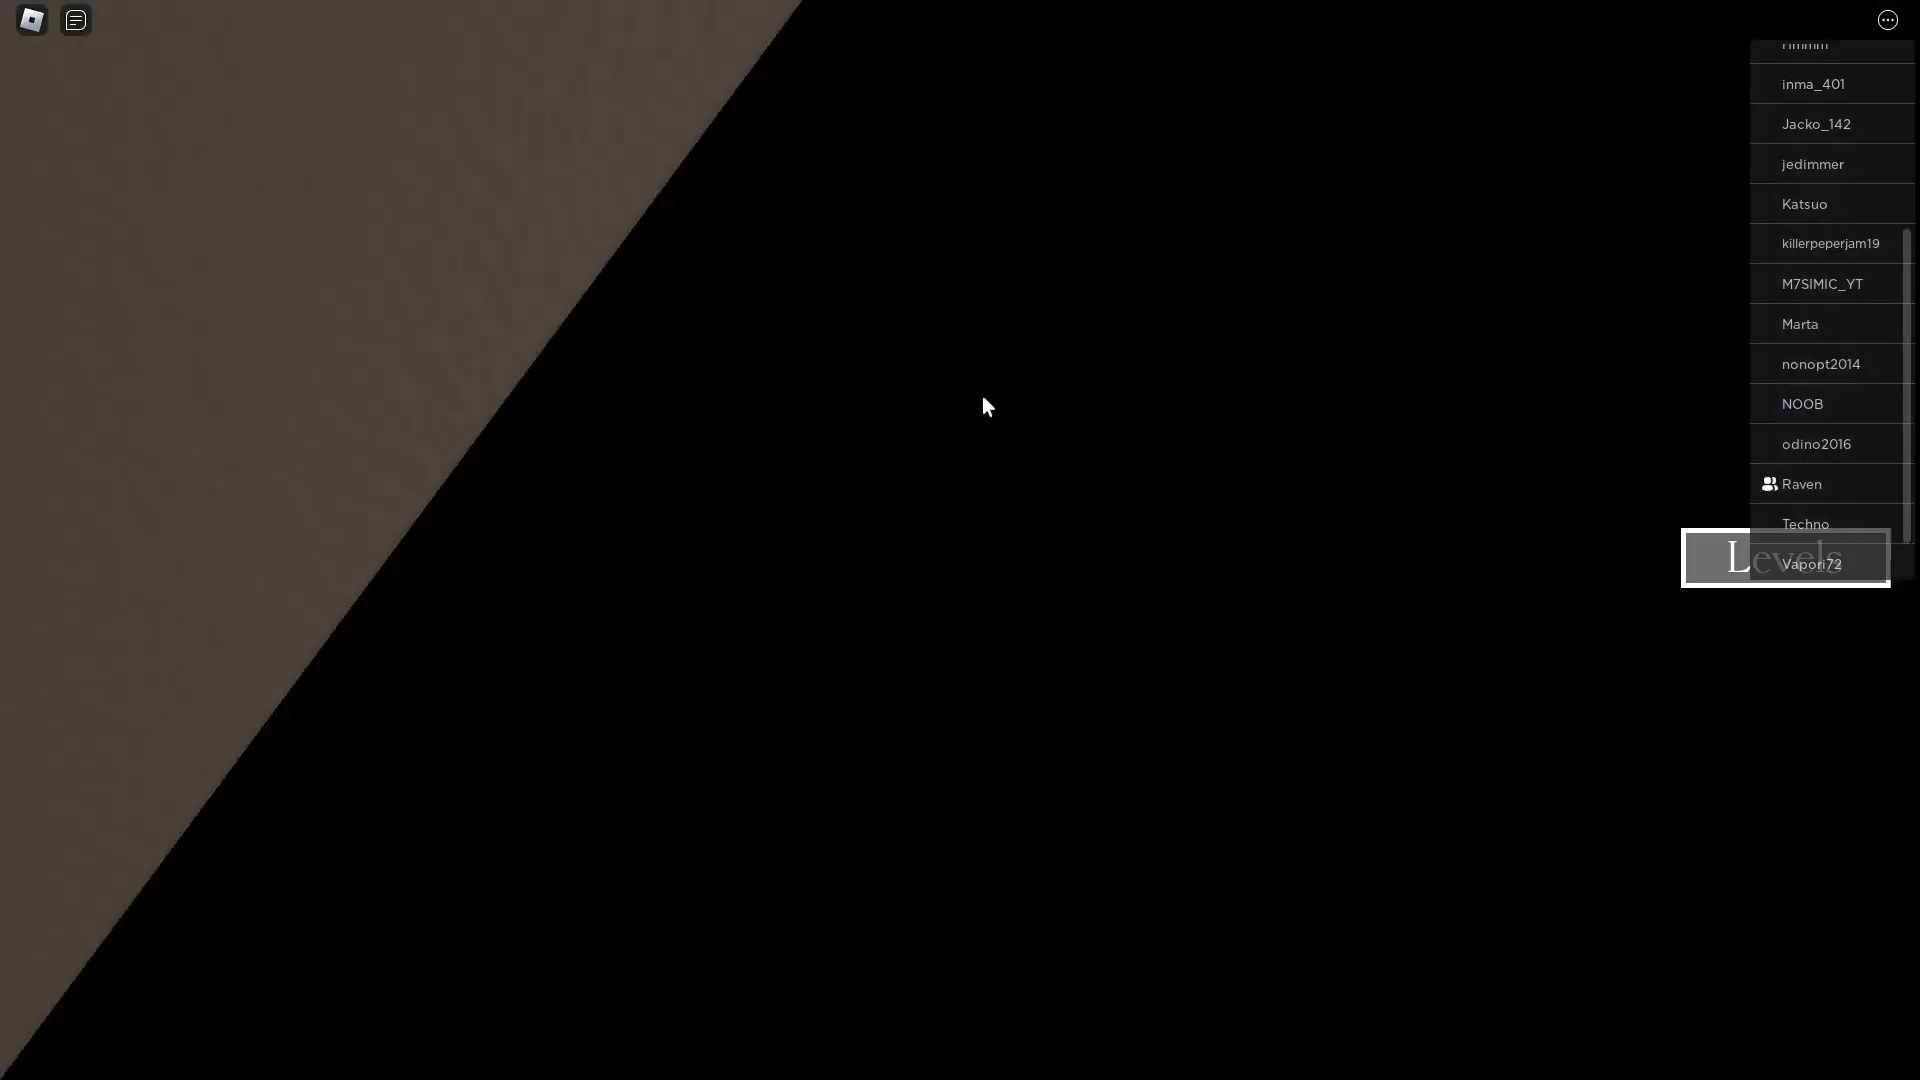 inma_401
Jacko_142
jedimmer
Katsuo
killerpeperjam19
M7SIMIC_YT
Marta
nonopt2014
NOOB
odino2016
Raven
Techno
Levels
Vapori72